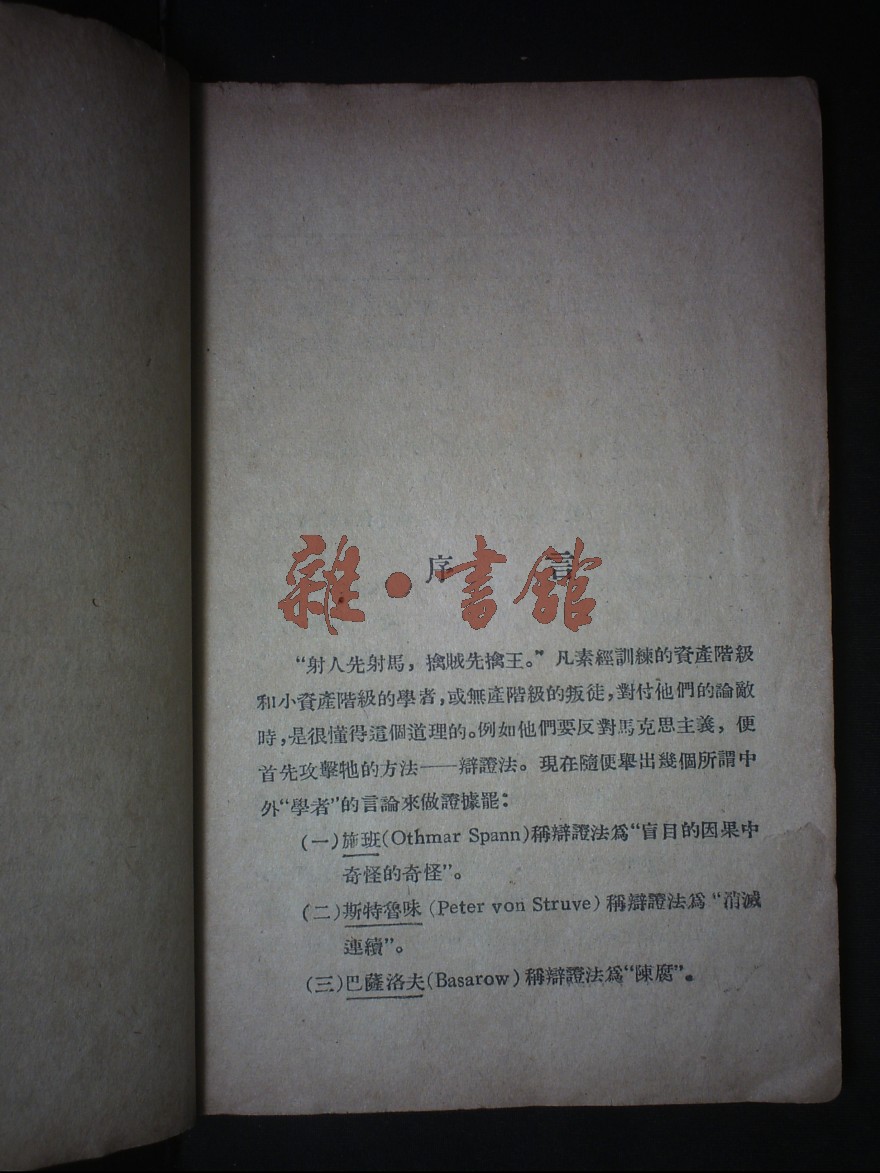 序言
雜·書館
“射人先射馬，擒賊先擒王。” 凡素經訓練的資產階級
和小資產階級的學者，或無產階級的叛徒，對付他們的論敵
時，是很懂得這個道理的。例如他們要反對馬克思主義，便
首先攻擊牠的方法——辯證法。現在隨便舉出幾個所謂中
外“學者”的言論來做證據罷：
(一)施班(Othmar Spann)稱辯證法爲“盲目的因果中
奇怪的奇怪”。
(二)斯特魯味 (Peter von Struve) 稱辯證法爲 “消滅
連續”。
(三)巴薩洛夫(Basarow) 稱辯證法爲“陳腐”。